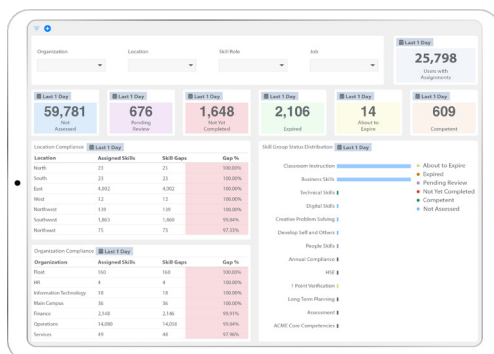 Last 1 Day
Organization
Location
Skill Role
Job
25,798
Users with
Assignments
Last 1 Day
Last 1 Day
Last 1 Day
Last 1 Day
Last 1 Day
Last 1 Day
59,781
676
1,648
2,106
14
609
Not
Assessed
Pending
Review
Not Yet
Completed
Expired
About to
Expire
Competent
Location Compliance Last 1 Day
Location Assigned Skills Skill Gaps Gap %
North 23 23 100.00%
South 23 23 100.00%
East 4,002 4,002 100.00%
West 12 12 100.00%
Northwest 139 139 100.00%
Southwest 1,863 1,860 99.84%
Northeast 75 73 97.33%
Organization Compliance Last 1 Day
Organization Assigned Skills Skill Gaps Gap %
Float 160 160 100.00%
HR 4 4 100.00%
Information Technology 18 18 100.00%
Main Campus 36 36 100.00%
Finance 2,148 2,146 99.91%
Operations 14,080 14,058 99.84%
Services 49 48 97.96%
Skill Group Status Distribution Last 1 Day
Classroom Instruction
Business Skills
Technical Skills
Digital Skills
Creative Problem Solving
Develop Self and Others
People Skills
Annual Compliance
HSE
1 Point Verification
Long Term Planning
Assessment
ACME Core Competencies
About to Expire
Expired
Pending Review
Not Yet Completed
Competent
Not Assessed